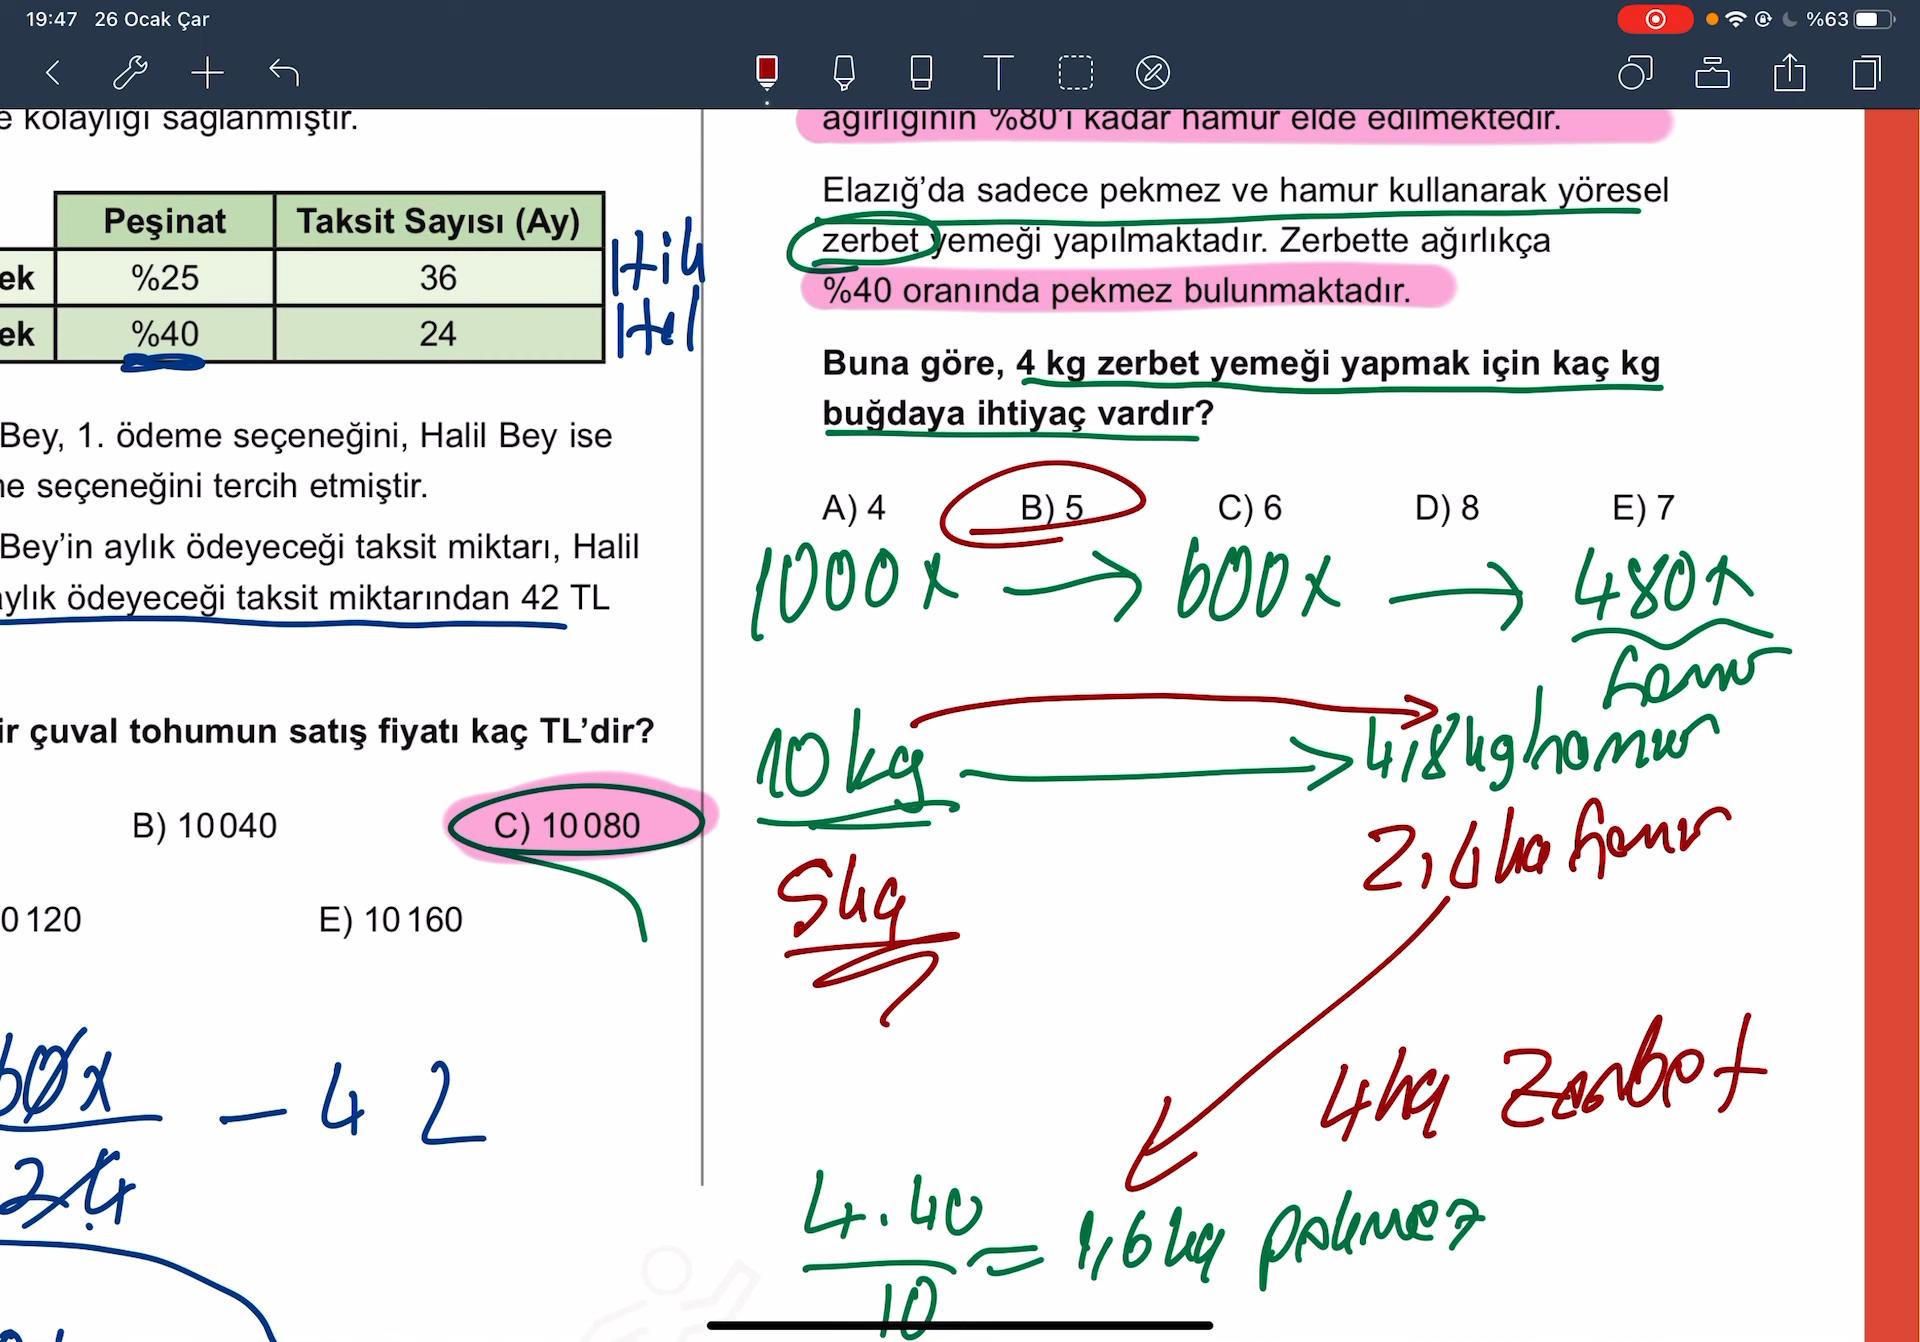 19:47 26 Ocak Çar
%63
e kolaylığı sağlanmıştır.
Peşinat Taksit Sayısı (Ay)
ek %25 36
ek %40 24
Bey, 1. ödeme seçeneğini, Halil Bey ise
ne seçeneğini tercih etmiştir.
Bey’in aylık ödeyeceği taksit miktarı, Halil
aylık ödeyeceği taksit miktarından 42 TL
ir çuval tohumun satış fiyatı kaç TL’dir?
B) 10 040 C) 10 080
0 120 E) 10 160
60x
24
- 42
ağırlığının %80’i kadar hamur elde edilmektedir.
Elazığ’da sadece pekmez ve hamur kullanarak yöresel
zerbet yemeği yapılmaktadır. Zerbette ağırlıkça
%40 oranında pekmez bulunmaktadır.
Buna göre, 4 kg zerbet yemeği yapmak için kaç kg
buğdaya ihtiyaç vardır?
A) 4 B) 5 C) 6 D) 8 E) 7
1000x → 600x → 480x
hamur
10 kg → 4,8 kg hamur
2,4 kg hamur
5 kg
4 kg zerbet
4.40
10
= 1,6 kg pekmez